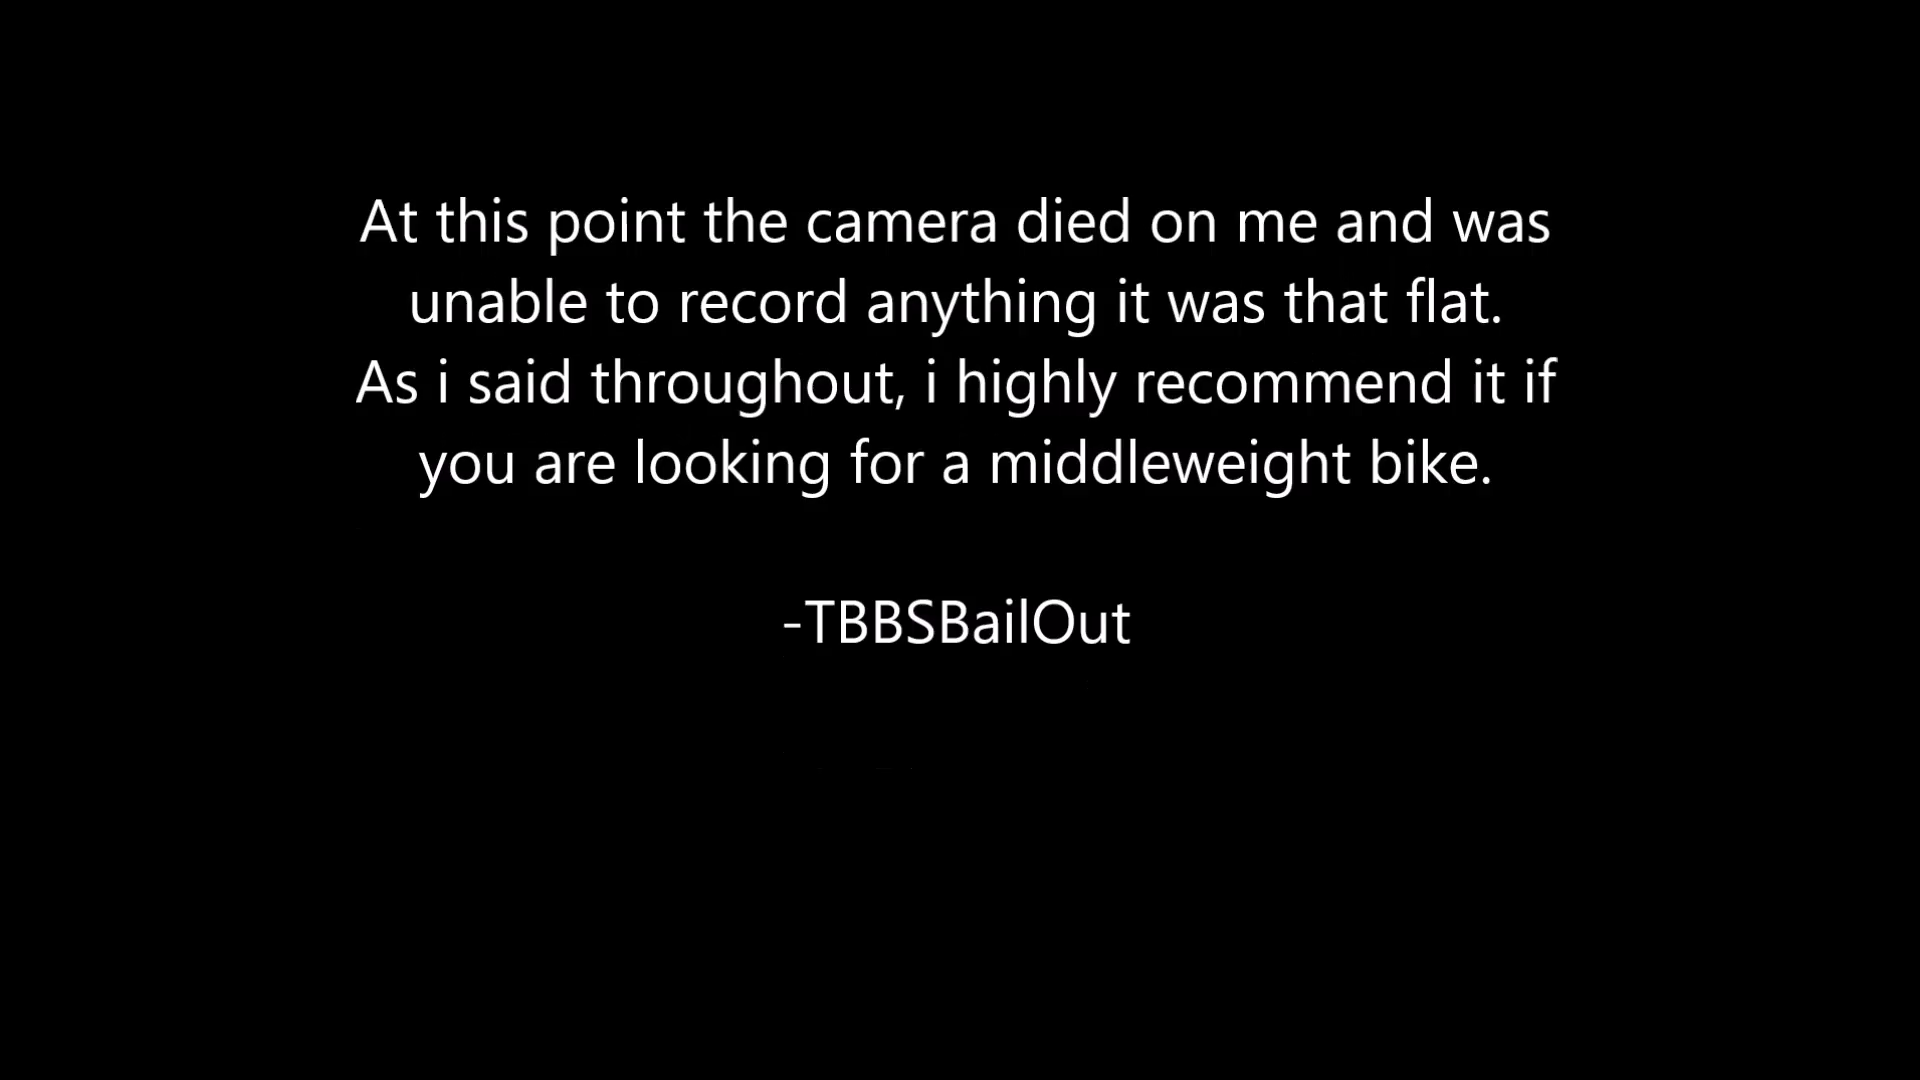 At this point the camera died on me and was
unable to record anything it was that flat.
As i said throughout, i highly recommend it if
you are looking for a middleweight bike.
-TBBSBailOut